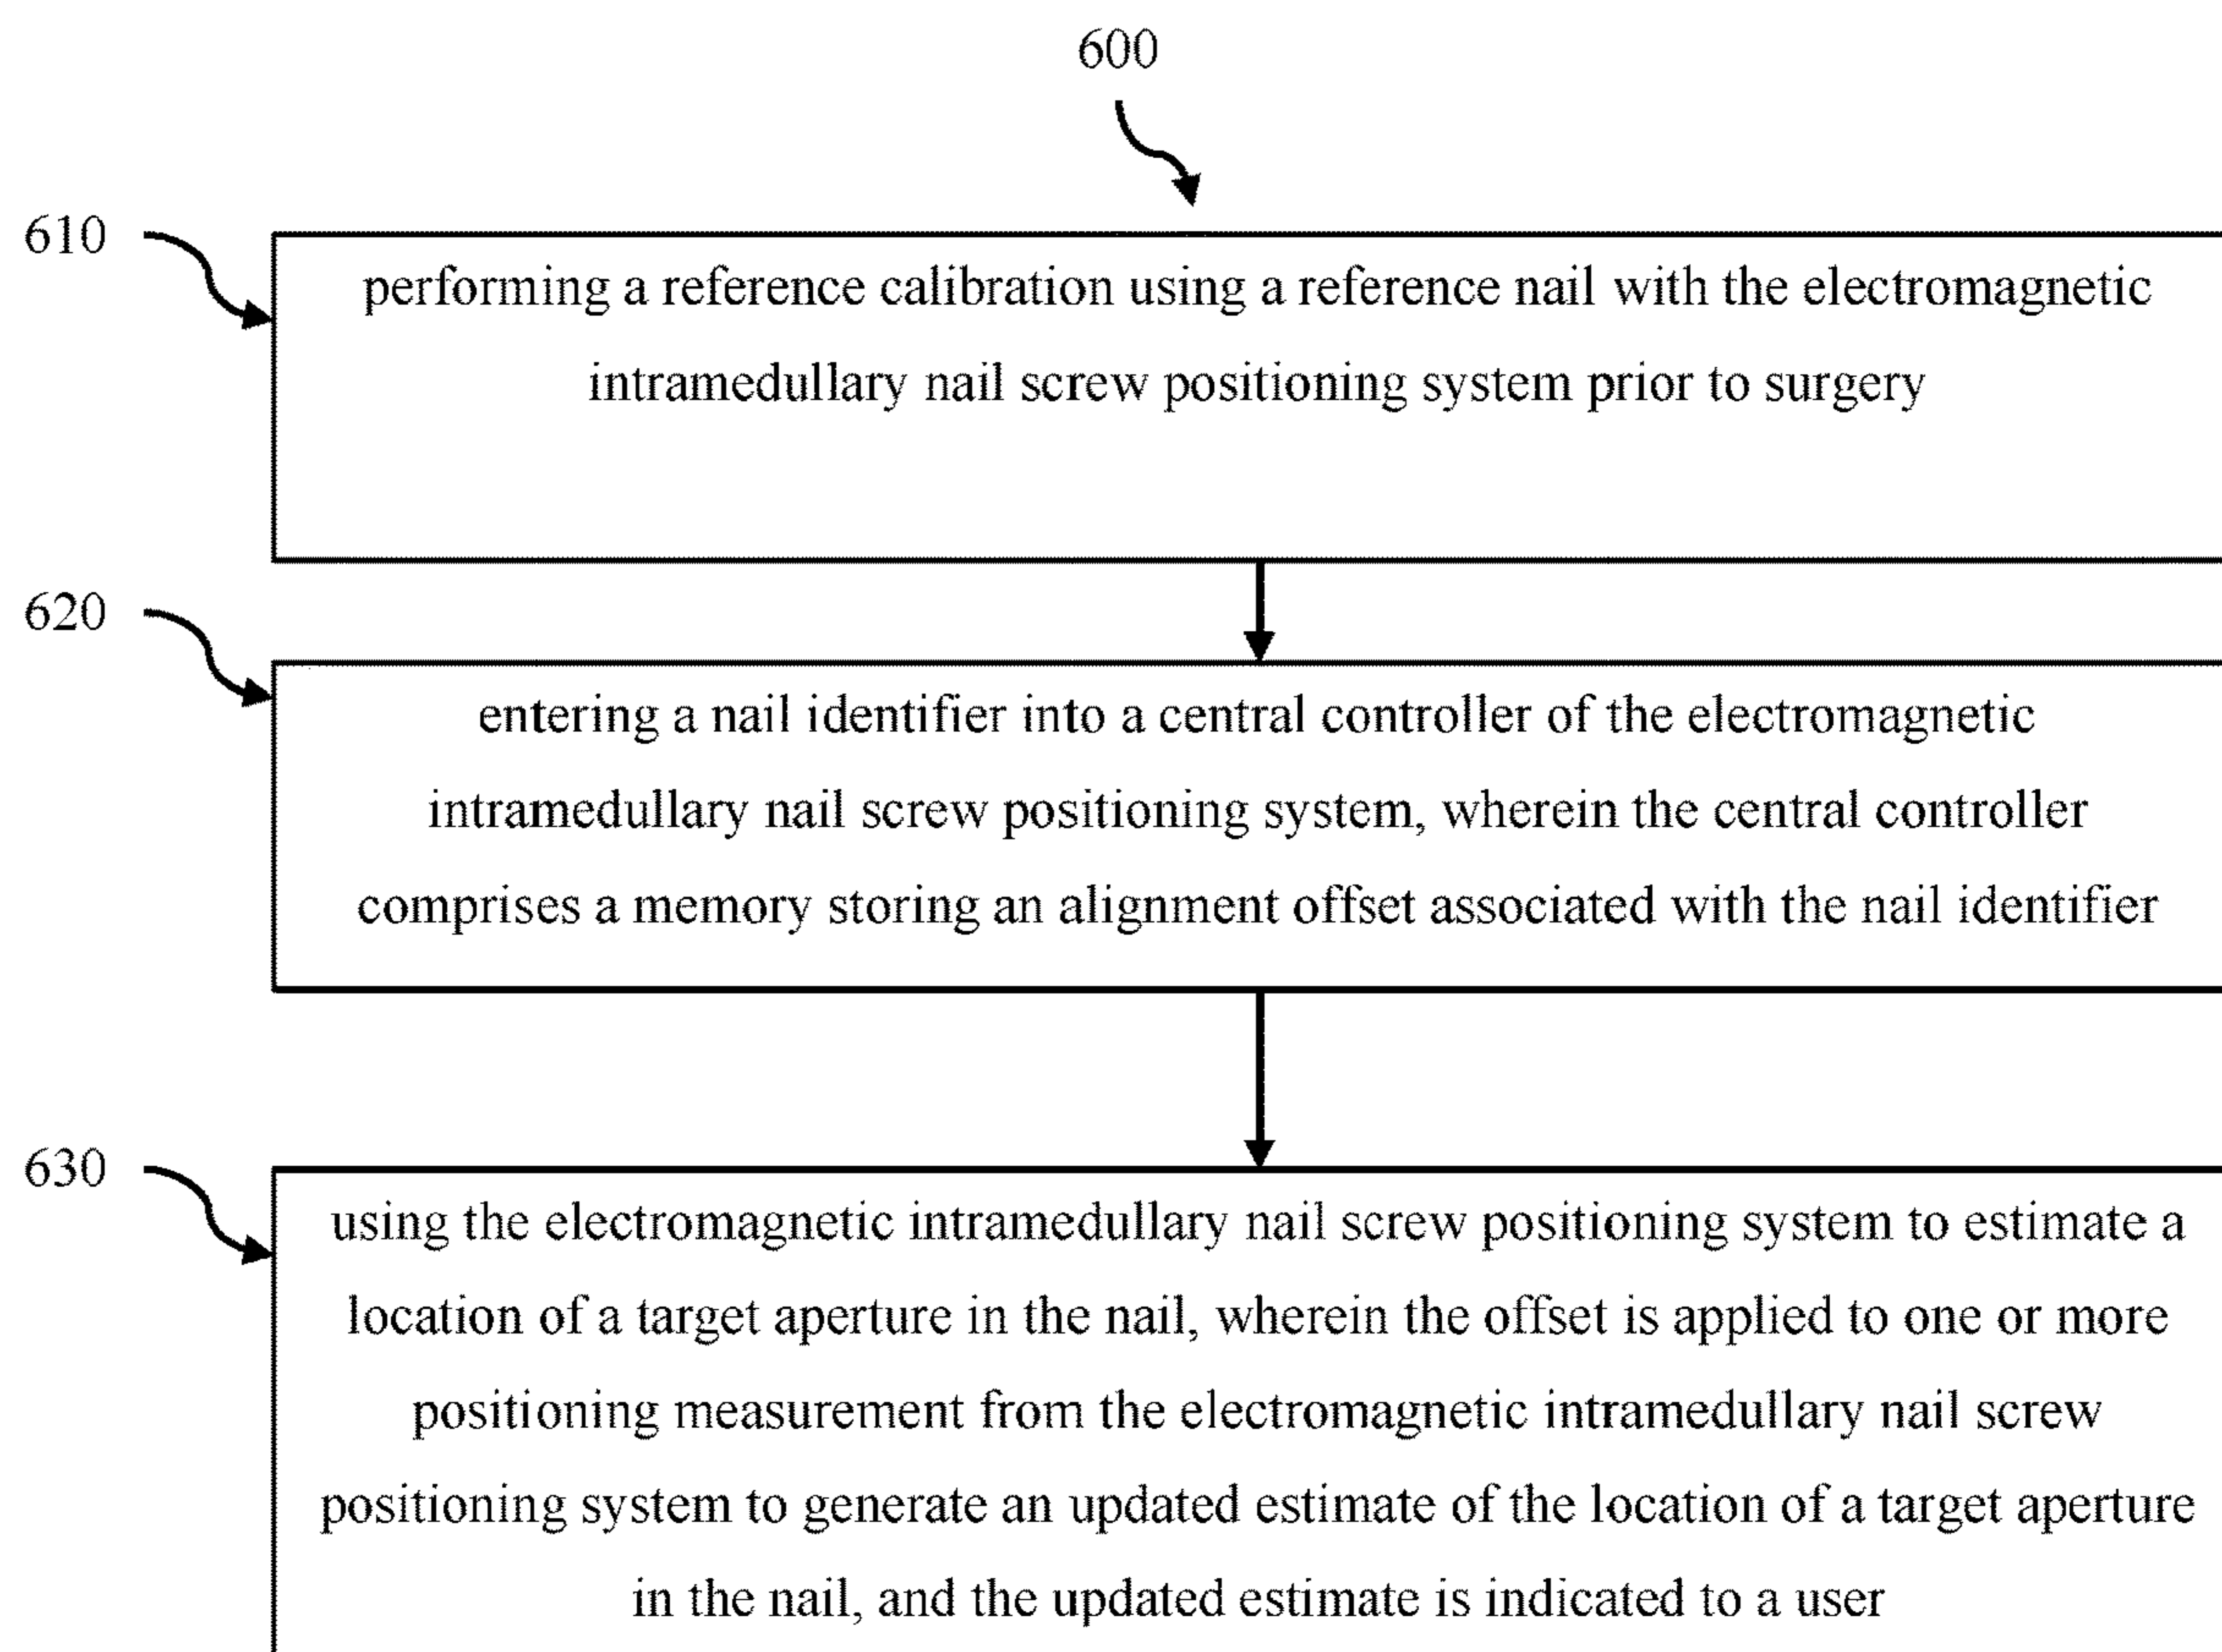 600
610
performing a reference calibration using a reference nail with the electromagnetic
intramedullary nail screw positioning system prior to surgery
620
entering a nail identifier into a central controller of the electromagnetic
intramedullary nail screw positioning system, wherein the central controller
comprises a memory storing an alignment offset associated with the nail identifier
630
using the electromagnetic intramedullary nail screw positioning system to estimate a
location of a target aperture in the nail, wherein the offset is applied to one or more
positioning measurement from the electromagnetic intramedullary nail screw
positioning system to generate an updated estimate of the location of a target aperture
in the nail, and the updated estimate is indicated to a user